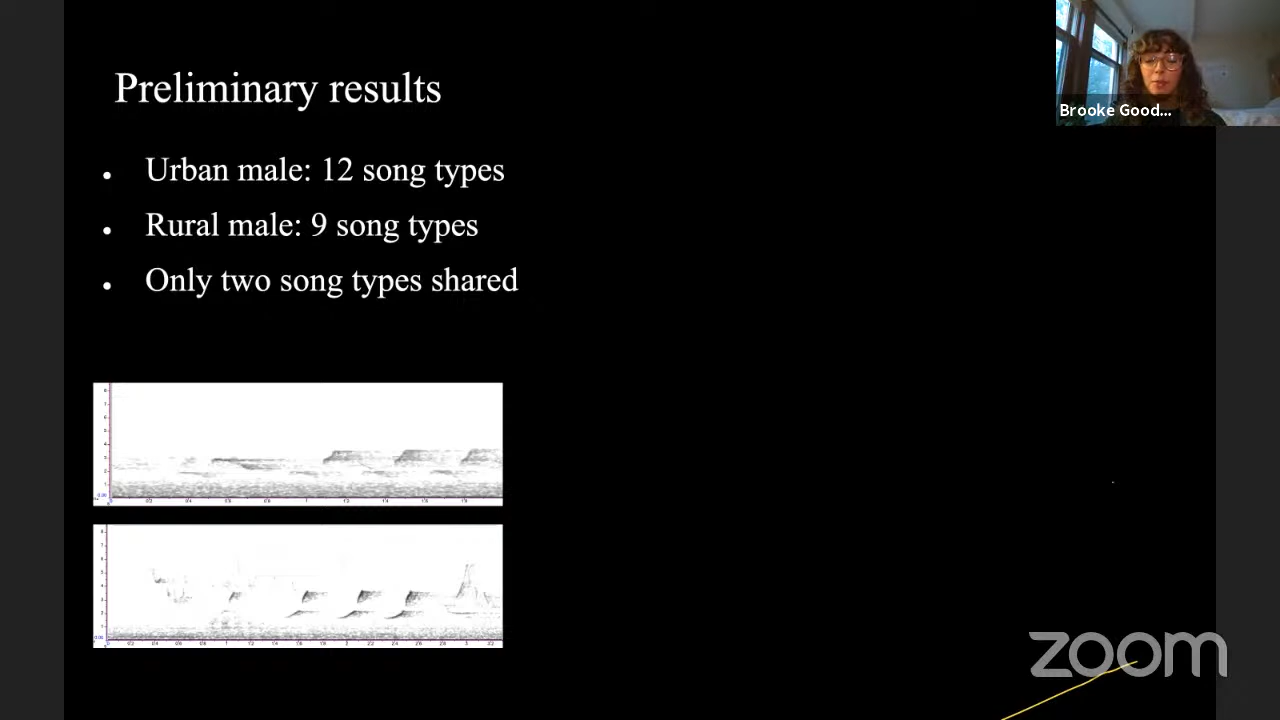 Preliminary results
Brooke Good...
• Urban male: 12 song types
• Rural male: 9 song types
• Only two song types shared
zoom